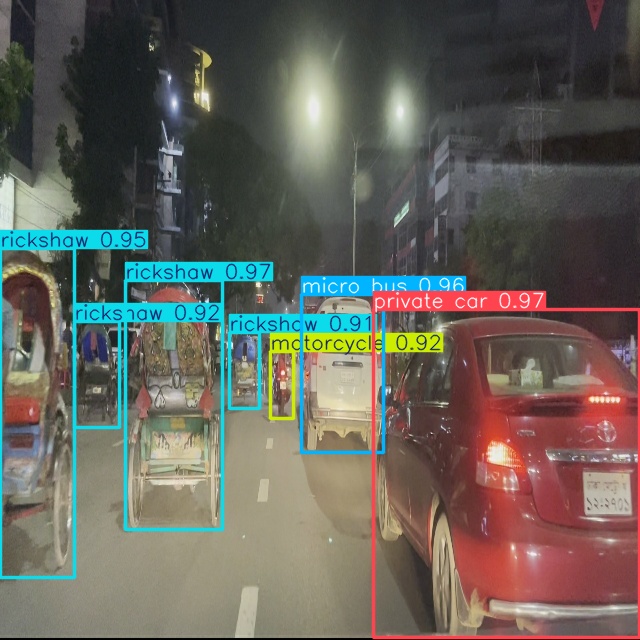 rickshaw 0.95
rickshaw 0.97
rickshaw 0.92
rickshaw 0.91
micro bus 0.96
private car 0.97
motorcycle 0.92